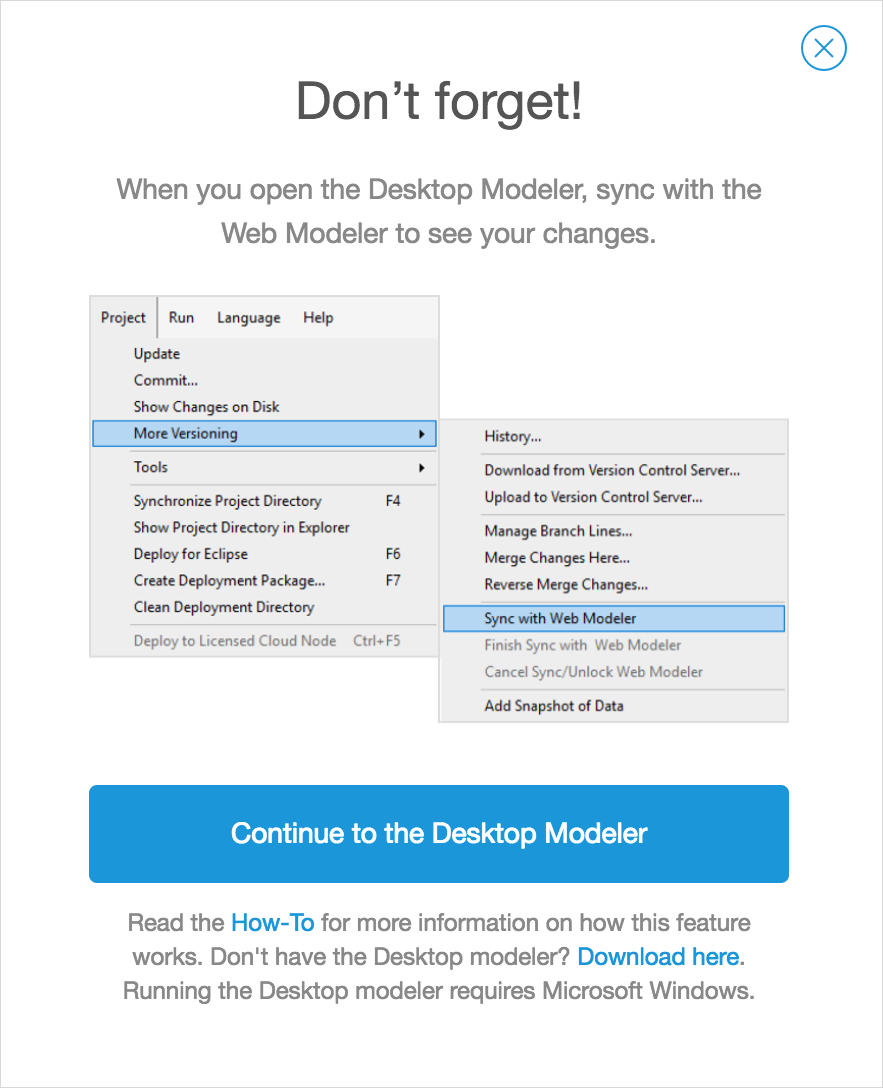 Don’t forget!
When you open the Desktop Modeler, sync with the
Web Modeler to see your changes.
Project Run Language Help
Update
Commit...
Show Changes on Disk
More Versioning
Tools
Synchronize Project Directory F4
Show Project Directory in Explorer
Deploy for Eclipse F6
Create Deployment Package... F7
Clean Deployment Directory
Deploy to Licensed Cloud Node Ctrl+F5
History...
Download from Version Control Server...
Upload to Version Control Server...
Manage Branch Lines...
Merge Changes Here...
Reverse Merge Changes...
Sync with Web Modeler
Finish Sync with Web Modeler
Cancel Sync/Unlock Web Modeler
Add Snapshot of Data
Continue to the Desktop Modeler
Read the How-To for more information on how this feature
works. Don't have the Desktop modeler? Download here.
Running the Desktop modeler requires Microsoft Windows.